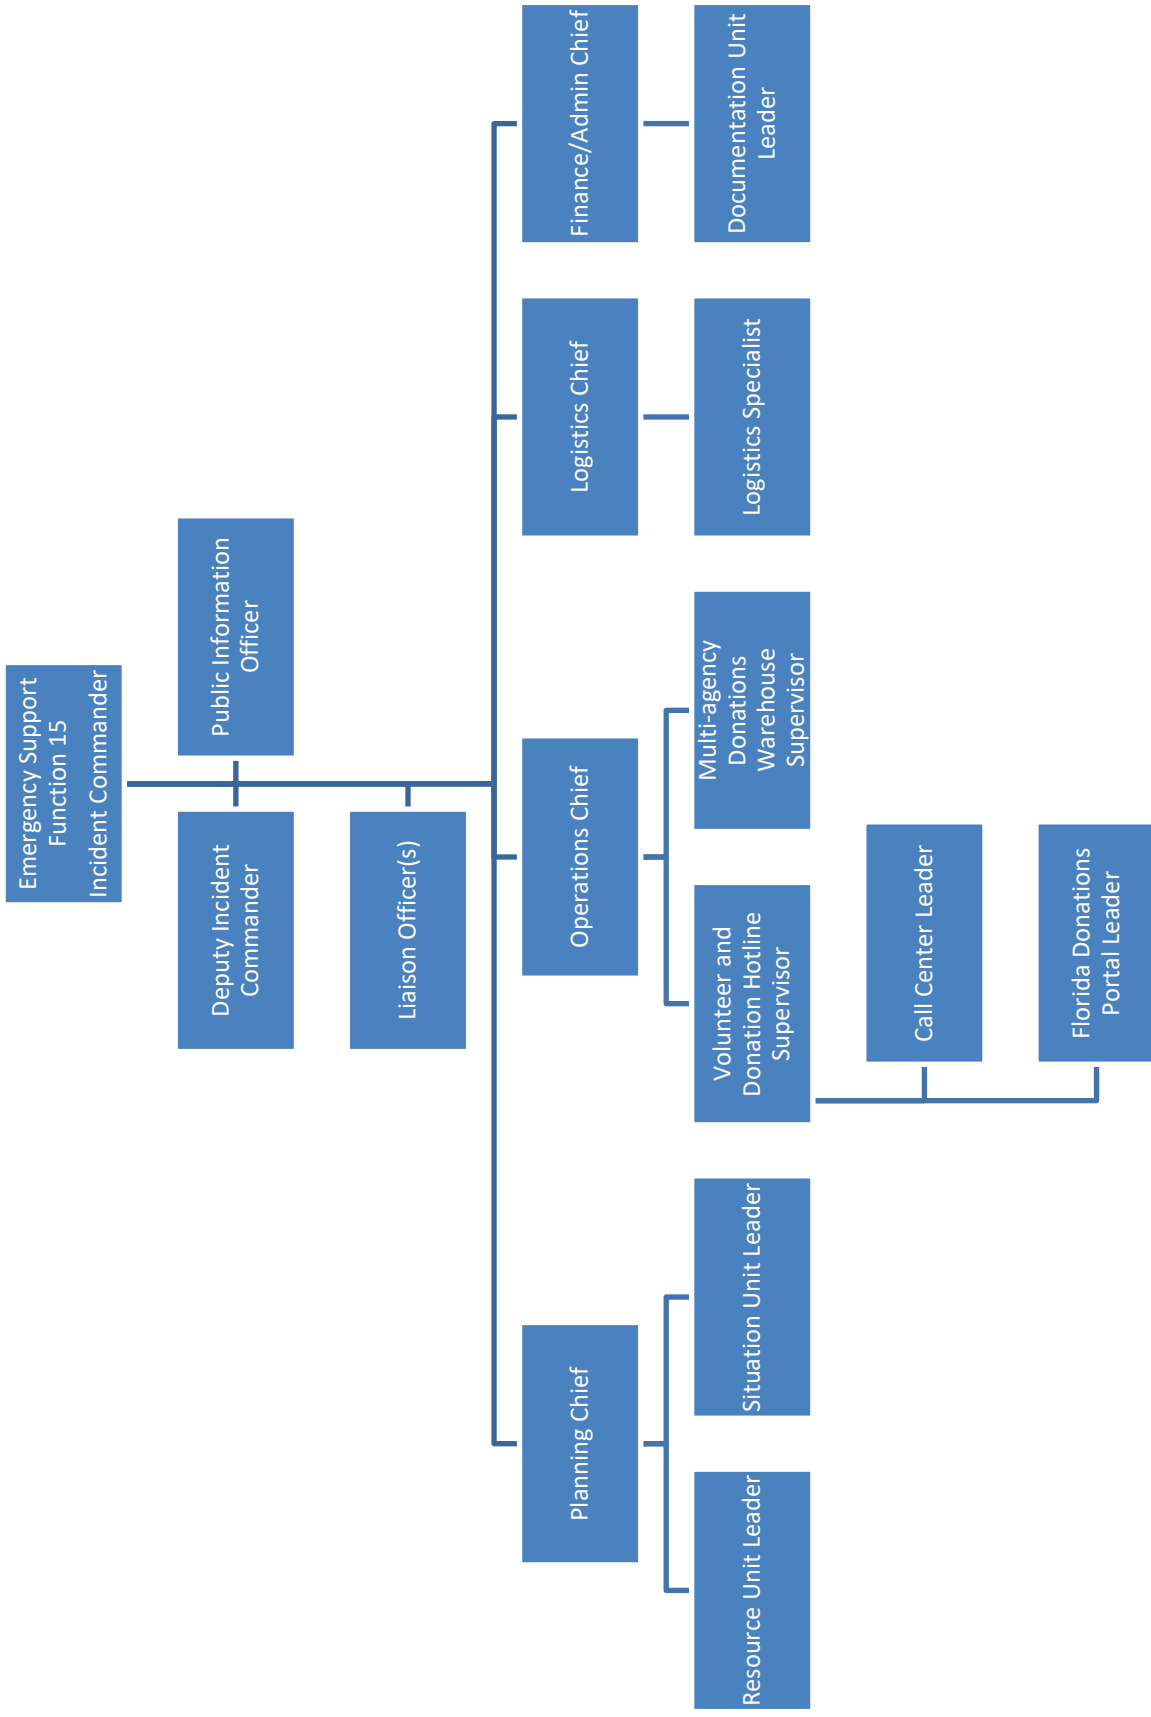 Emergency Support
Function 15
Incident Commander
Deputy Incident
Commander
Public Information
Officer
Liaison Officer(s)
Planning Chief
Operations Chief
Logistics Chief
Finance/Admin Chief
Resource Unit Leader
Situation Unit Leader
Volunteer and
Donation Hotline
Supervisor
Multi-agency
Donations
Warehouse
Supervisor
Logistics Specialist
Documentation Unit
Leader
Call Center Leader
Florida Donations
Portal Leader